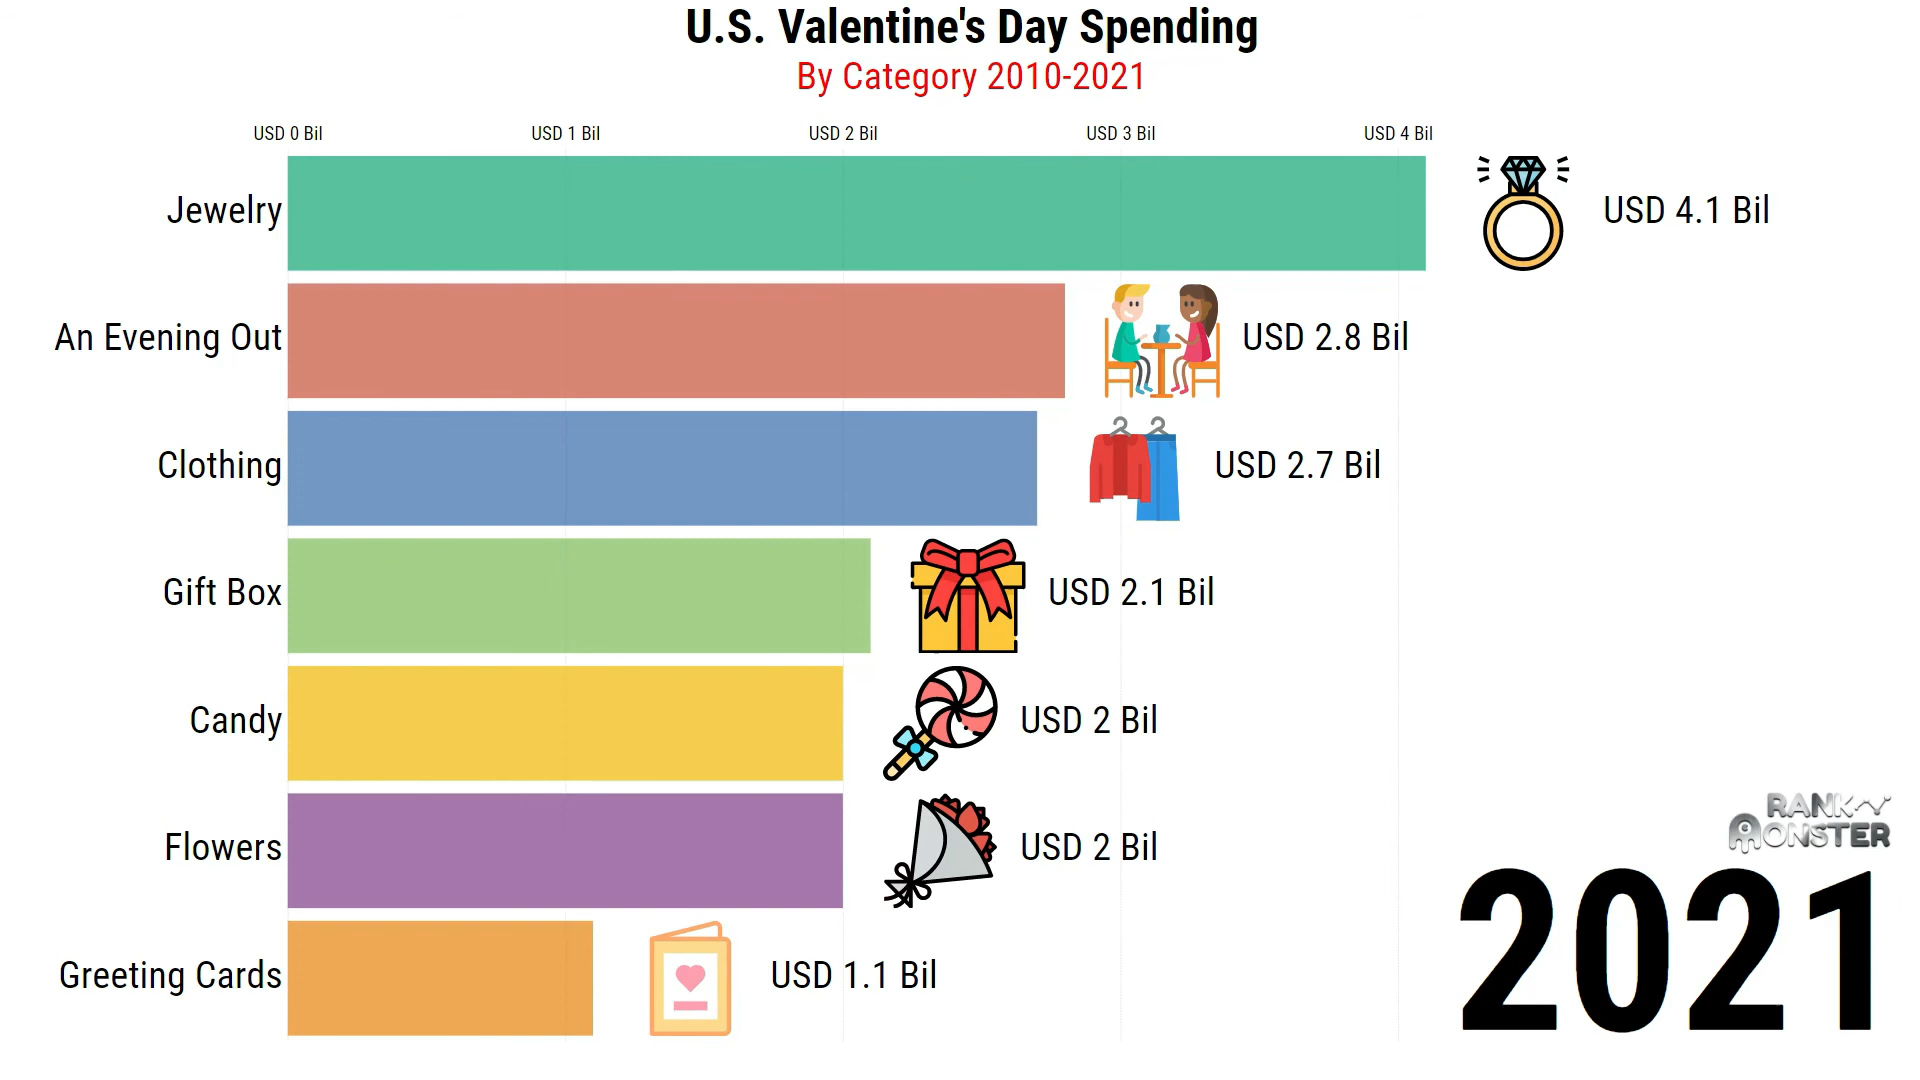 U.S. Valentine's Day Spending
By Category 2010-2021
USD 0 Bil USD 1 Bil USD 2 Bil USD 3 Bil USD 4 Bil
Jewelry USD 4.1 Bil
An Evening Out USD 2.8 Bil
Clothing USD 2.7 Bil
Gift Box USD 2.1 Bil
Candy USD 2 Bil
Flowers USD 2 Bil
Greeting Cards USD 1.1 Bil
RANK
MONSTER
2021